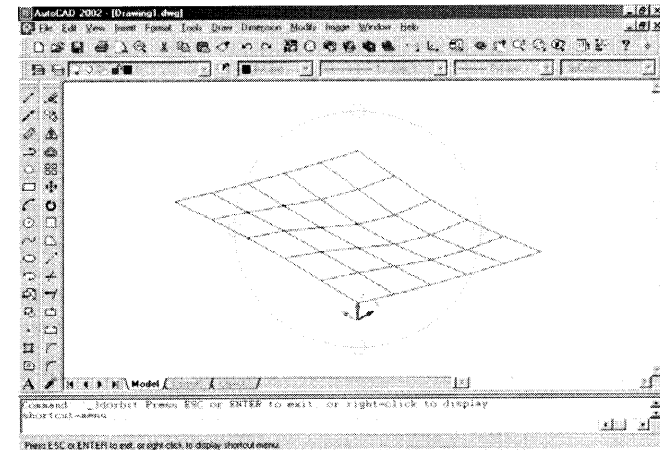 AutoCAD 2002 - [Drawing1.dwg]
File Edit View Insert Format Tools Draw Dimension Modify Image Window Help
Model
Command: _3dorbit Press ESC or ENTER to exit, or right-click to display
shortcut-menu.
Press ESC or ENTER to exit, or right-click to display shortcut-menu.